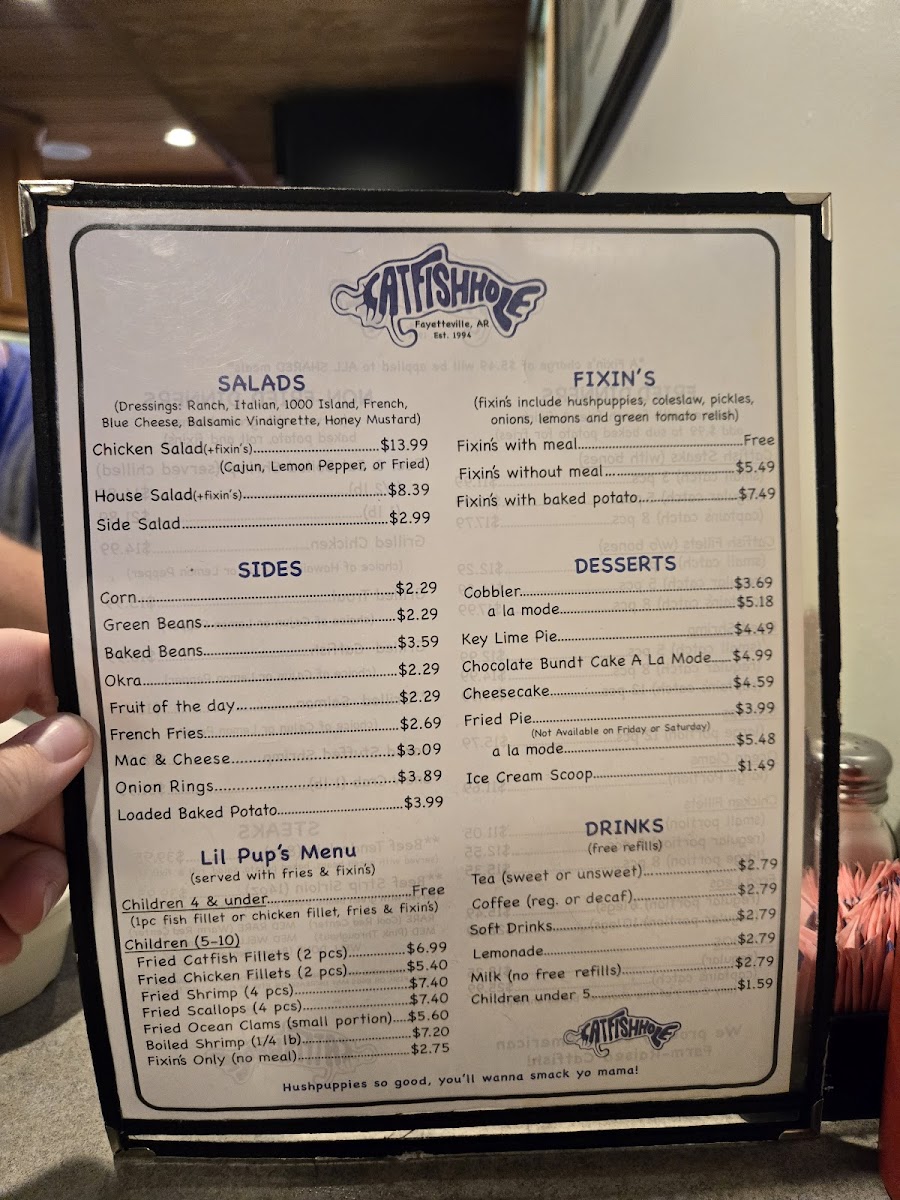 CATFISHHOLE
Fayetteville, AR
Est. 1994
SALADS
(Dressings: Ranch, Italian, 1000 Island, French,
Blue Cheese, Balsamic Vinaigrette, Honey Mustard)
Chicken Salad(+fixin's)....................$13.99
(Cajun, Lemon Pepper, or Fried)
House Salad(+fixin's)....................$8.39
Side Salad....................$2.99
SIDES
Corn....................$2.29
Green Beans....................$2.29
Baked Beans....................$3.59
Okra....................$2.29
Fruit of the day....................$2.29
French Fries....................$2.69
Mac & Cheese....................$3.09
Onion Rings....................$3.89
Loaded Baked Potato....................$3.99
Lil Pup's Menu
(served with fries & fixin's)
Children 4 & under....................Free
(1pc fish fillet or chicken fillet, fries & fixin's)
Children (5-10)
Fried Catfish Fillets (2 pcs)....................$6.99
Fried Chicken Fillets (2 pcs)....................$5.40
Fried Shrimp (4 pcs)....................$7.40
Fried Scallops (4 pcs)....................$7.40
Fried Ocean Clams (small portion)....$5.60
Boiled Shrimp (1/4 lb)....................$7.20
Fixin's Only (no meal)....................$2.75
FIXIN'S
(fixin's include hushpuppies, coleslaw, pickles,
onions, lemons and green tomato relish)
Fixin's with meal....................Free
Fixin's without meal....................$5.49
Fixin's with baked potato....................$7.49
DESSERTS
Cobbler....................$3.69
a la mode....................$5.18
Key Lime Pie....................$4.49
Chocolate Bundt Cake A La Mode.....$4.99
Cheesecake....................$4.59
Fried Pie....................$3.99
(Not Available on Friday or Saturday)
a la mode....................$5.48
Ice Cream Scoop....................$1.49
DRINKS
(free refills)
Tea (sweet or unsweet)....................$2.79
Coffee (reg. or decaf)....................$2.79
Soft Drinks....................$2.79
Lemonade....................$2.79
Milk (no free refills)....................$2.79
Children under 5....................$1.59
CATFISHHOLE
Hushpuppies so good, you'll wanna smack yo mama!